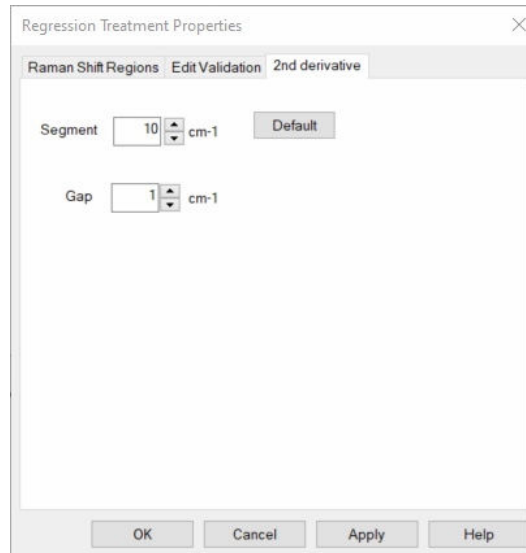 Regression Treatment Properties
Raman Shift Regions Edit Validation 2nd derivative
Segment 10 cm-1 Default
Gap 1 cm-1
OK Cancel Apply Help